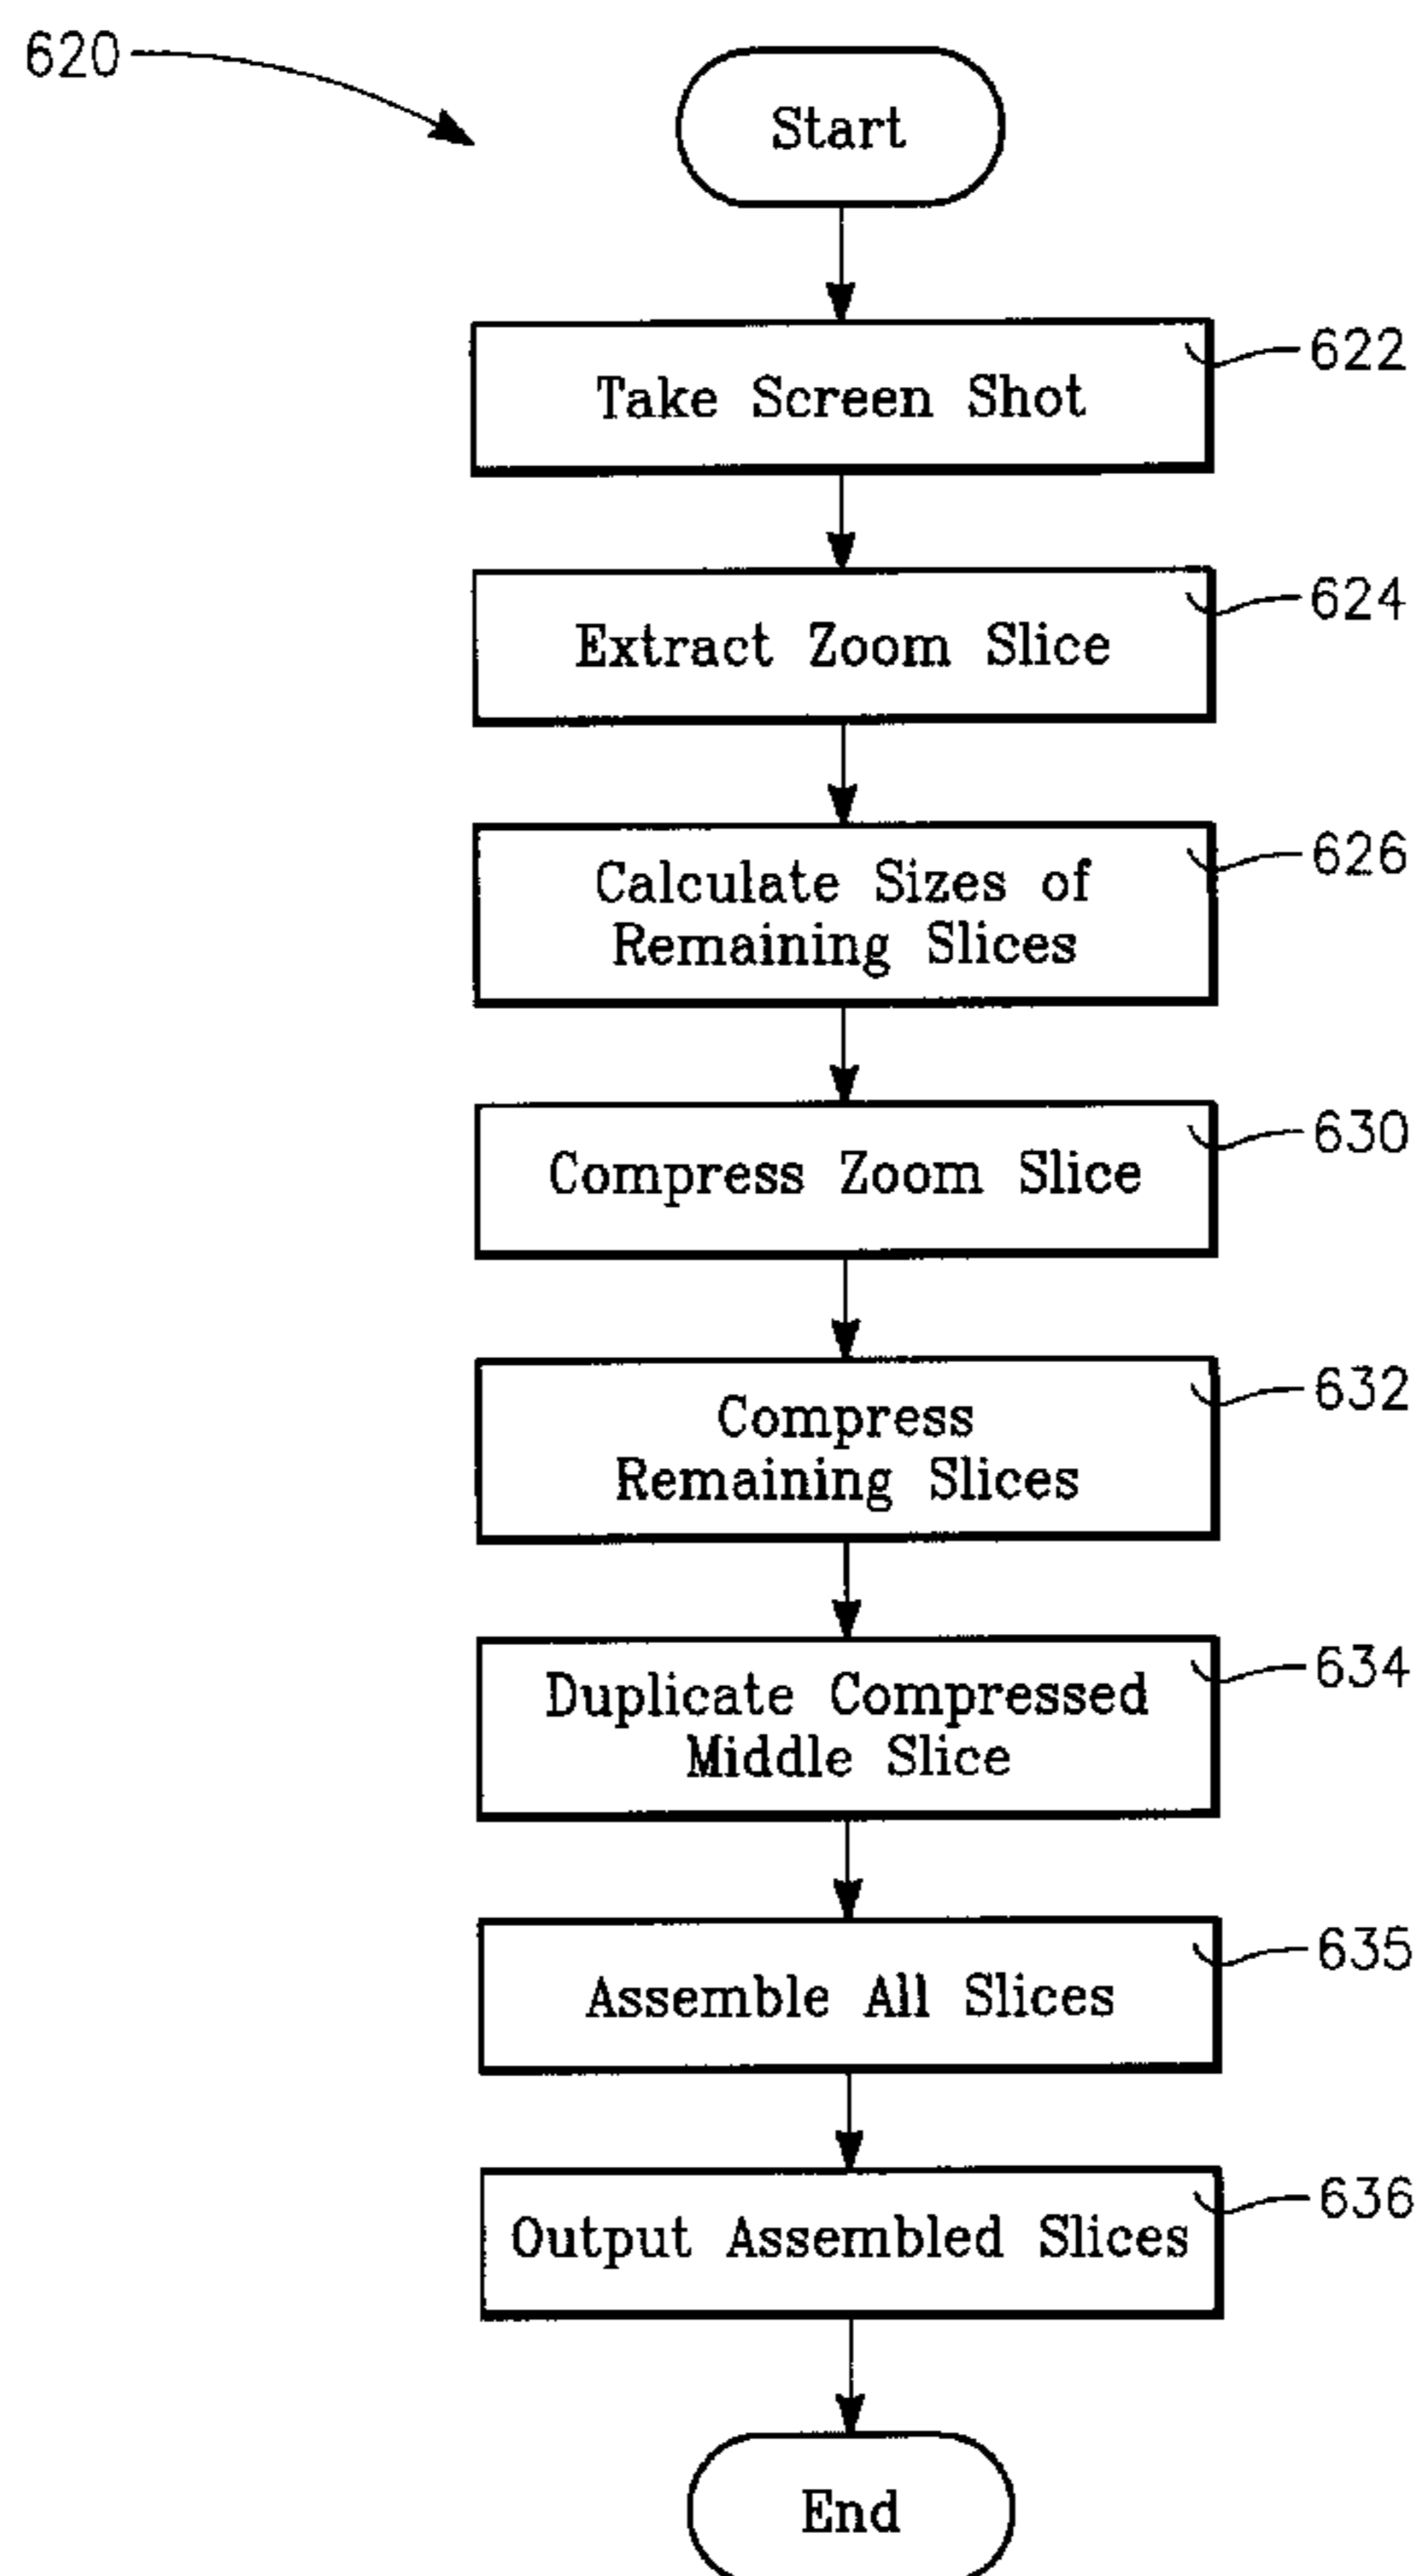 620
Start
Take Screen Shot
622
Extract Zoom Slice
624
Calculate Sizes of
Remaining Slices
626
Compress Zoom Slice
630
Compress
Remaining Slices
632
Duplicate Compressed
Middle Slice
634
Assemble All Slices
635
Output Assembled Slices
636
End